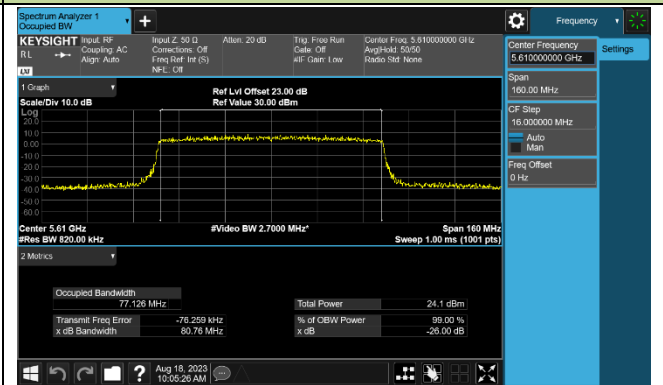 Spectrum Analyzer 1
Occupied BW
+
Frequency
KEYSIGHT
RL
LXI
Input: RF
Coupling: AC
Align: Auto
Input Z: 50 Ω
Corrections: Off
Freq Ref: Int (S)
NFE: Off
Atten: 20 dB
Trig: Free Run
Gate: Off
#IF Gain: Low
Center Freq: 5.610000000 GHz
Avg|Hold: 50/50
Radio Std: None
Center Frequency
5.610000000 GHz
Settings
Span
160.00 MHz
CF Step
16.000000 MHz
Auto
Man
Freq Offset
0 Hz
1 Graph
Scale/Div 10.0 dB
Ref Lvl Offset 23.00 dB
Ref Value 30.00 dBm
Log
20.0
10.0
0.00
-10.0
-20.0
-30.0
-40.0
-50.0
-60.0
Center 5.61 GHz
#Res BW 820.00 kHz
#Video BW 2.7000 MHz*
Span 160 MHz
Sweep 1.00 ms (1001 pts)
2 Metrics
Occupied Bandwidth
77.126 MHz
Total Power 24.1 dBm
Transmit Freq Error -76.259 kHz
% of OBW Power 99.00 %
x dB Bandwidth 80.76 MHz
x dB -26.00 dB
?
Aug 18, 2023
10:05:26 AM